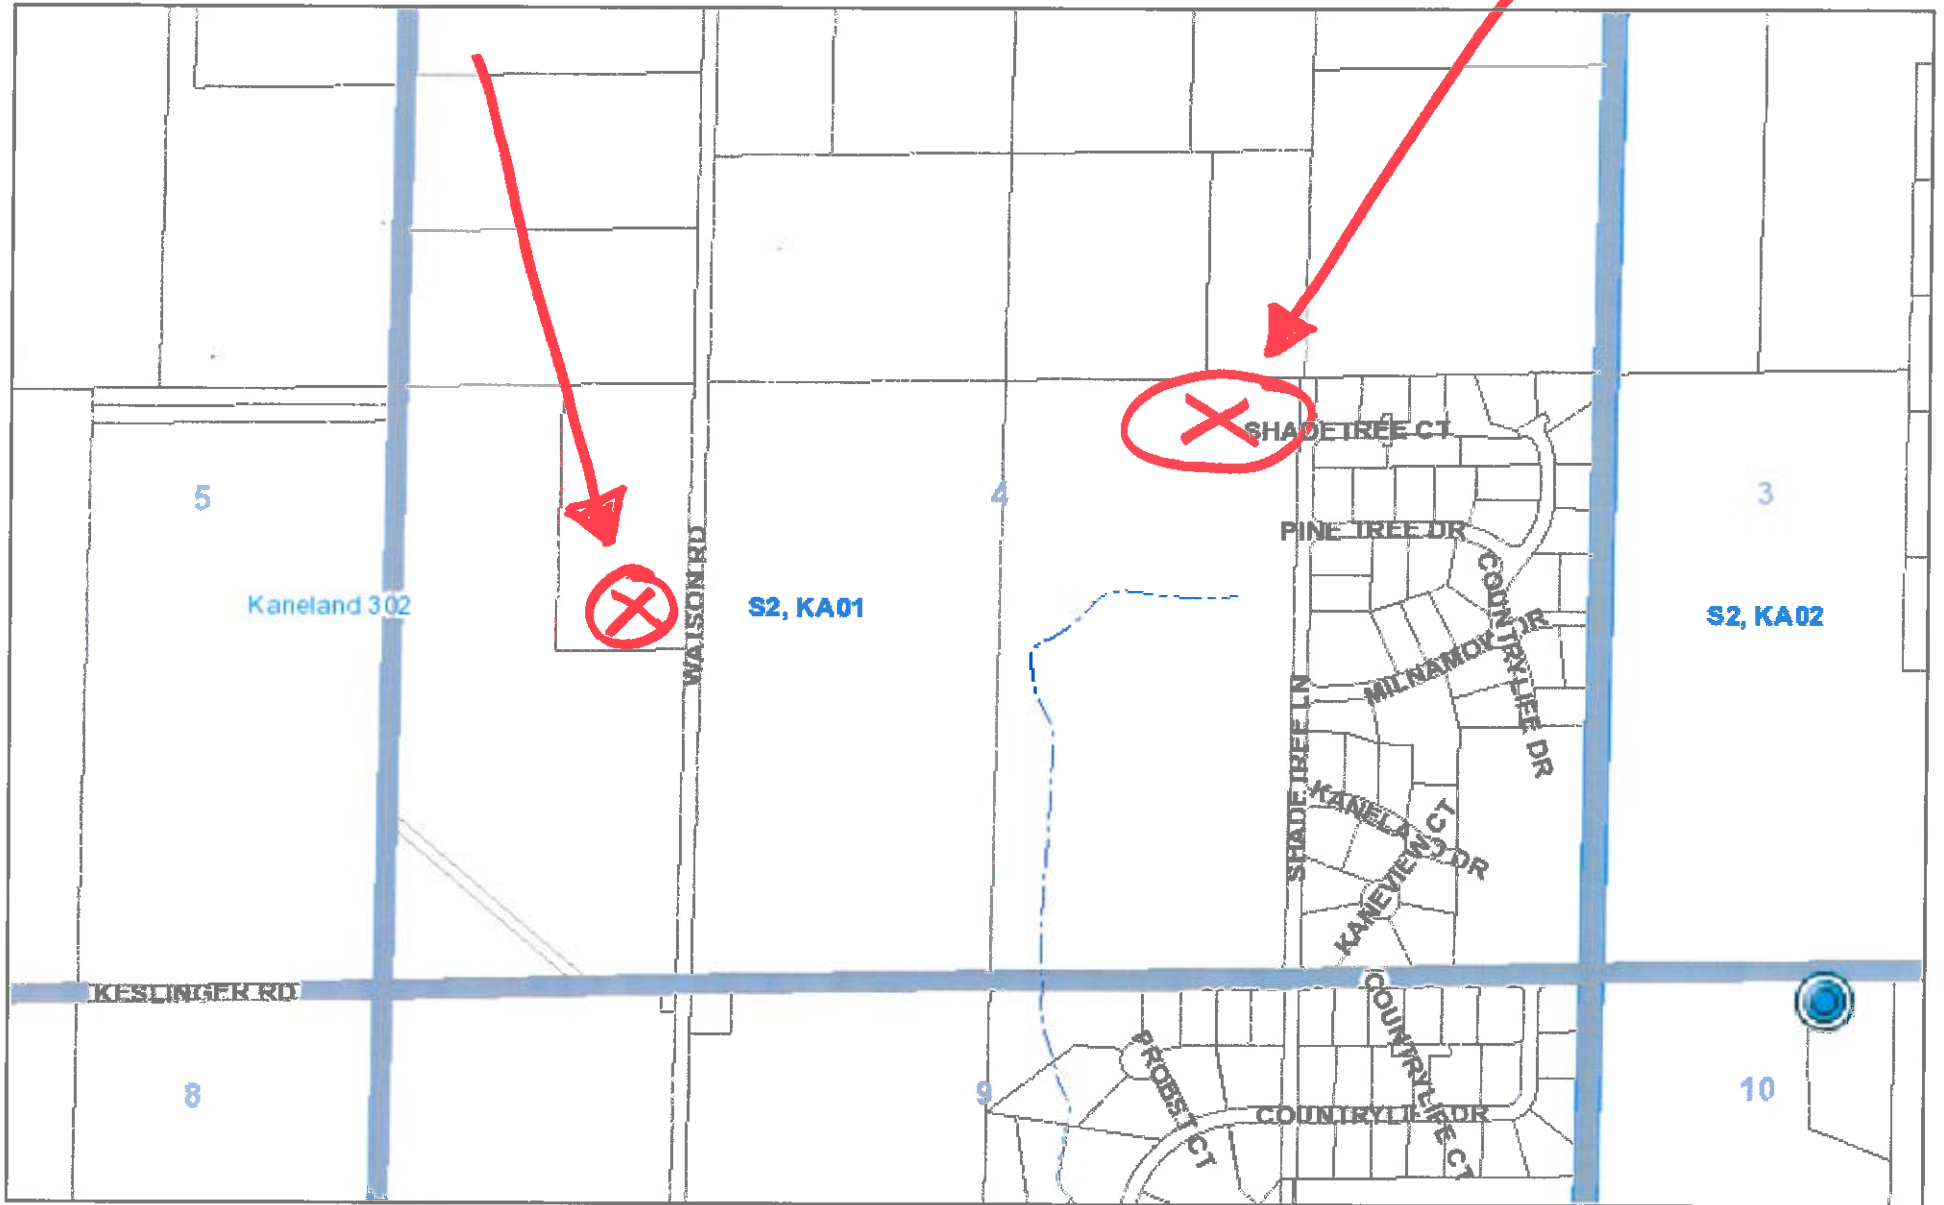 SHADETREE CT
5
4
3
PINE TREE DR
COUNTRYLIFE DR
Kaneland 302
WATSON RD
S2, KA01
S2, KA02
MILNAMOW DR
SHADETREE LN
KANELAND DR
KANEVIEW CT
KESLINGER RD
COUNTRYLIFE CT
PROBST CT
8
9
10
COUNTRYLIFE DR